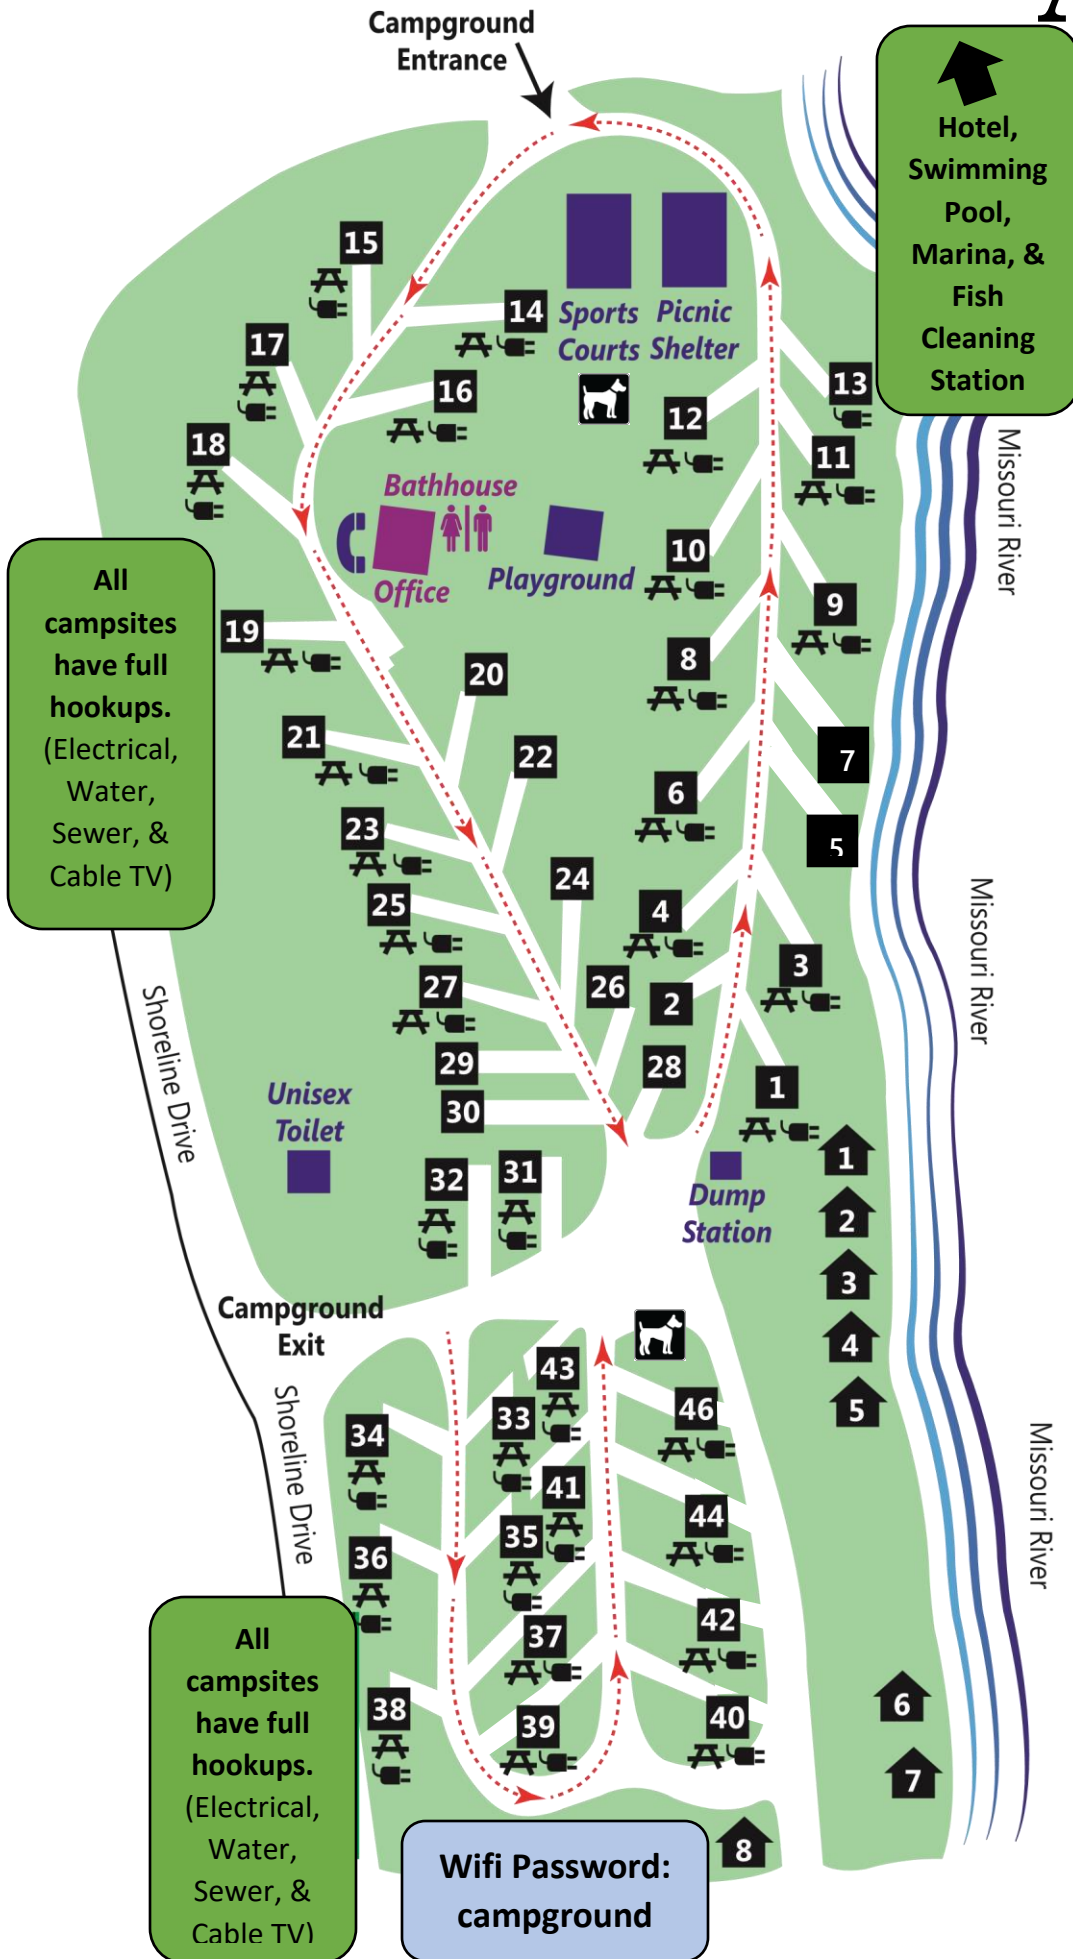 Campground
Entrance
Hotel,
Swimming
Pool,
Marina, &
Fish
Cleaning
Station
15
14
Sports
Courts
Picnic
Shelter
17
16
13
12
18
11
Missouri River
Bathhouse
Office
Playground
10
9
All
campsites
have full
hookups.
(Electrical,
Water,
Sewer, &
Cable TV)
19
8
20
21
22
7
6
23
5
24
25
4
27
26
2
3
Missouri River
29
28
1
30
Shoreline Drive
Unisex
Toilet
32
31
Dump
Station
1
2
3
4
5
Campground
Exit
43
46
33
34
Shoreline Drive
41
44
35
36
Missouri River
42
37
40
39
38
6
7
8
All
campsites
have full
hookups.
(Electrical,
Water,
Sewer, &
Cable TV)
Wifi Password:
campground